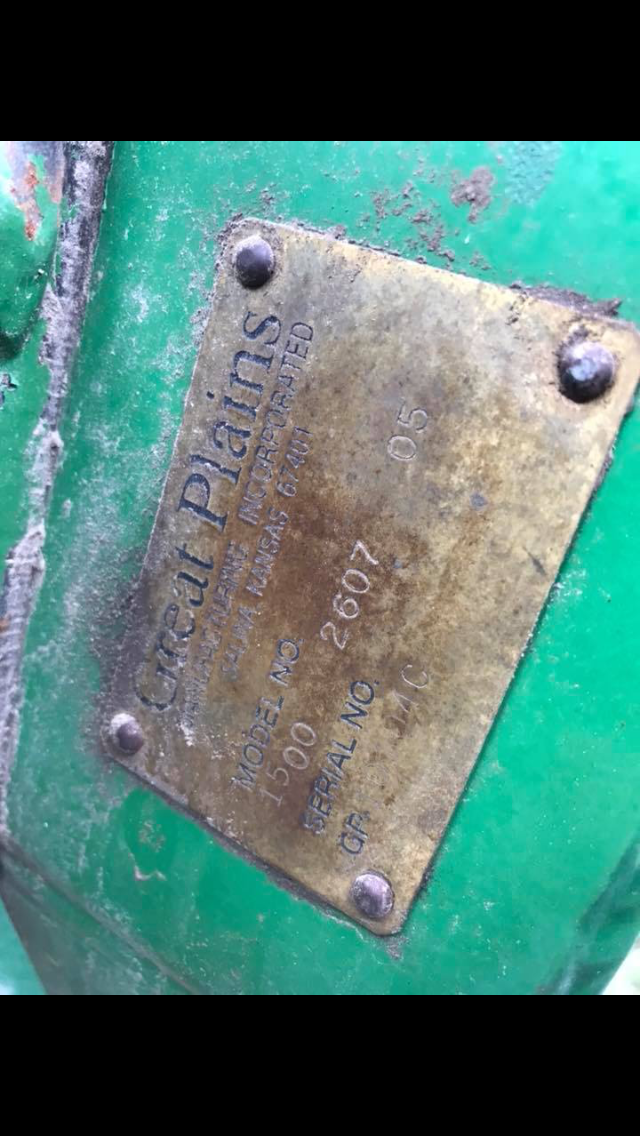 Great Plains
MANUFACTURING INCORPORATED
SALINA, KANSAS 67401
MODEL NO.
1500 2607 05
SERIAL NO.
GP 14C